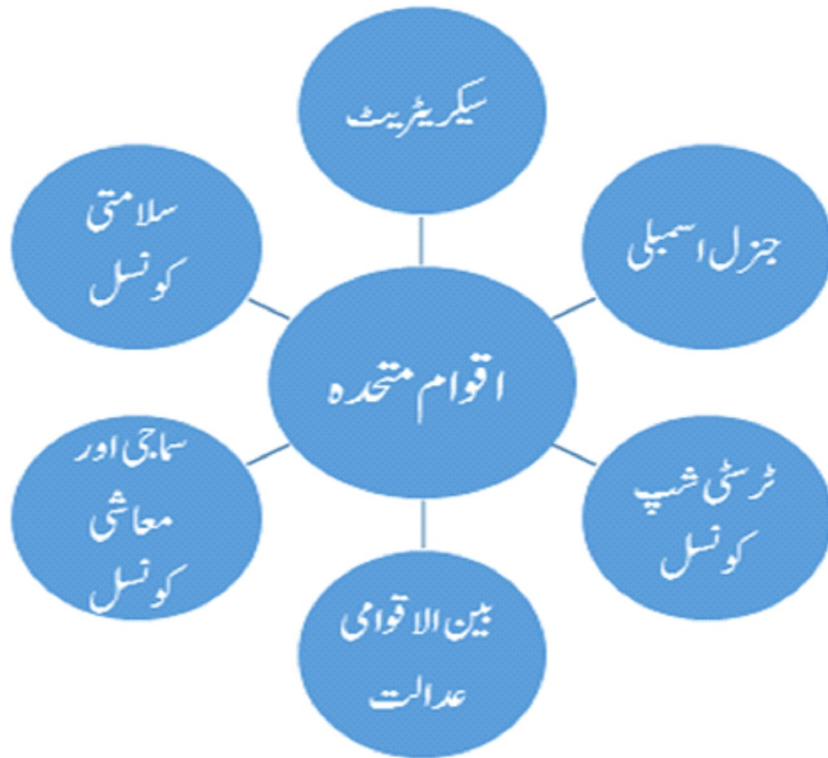 سیکریٹریٹ
جنرل اسمبلی
سلامتی
کونسل
اقوام متحدہ
ٹرسٹی شپ
کونسل
سماجی اور
معاشی
کونسل
بین الاقوامی
عدالت